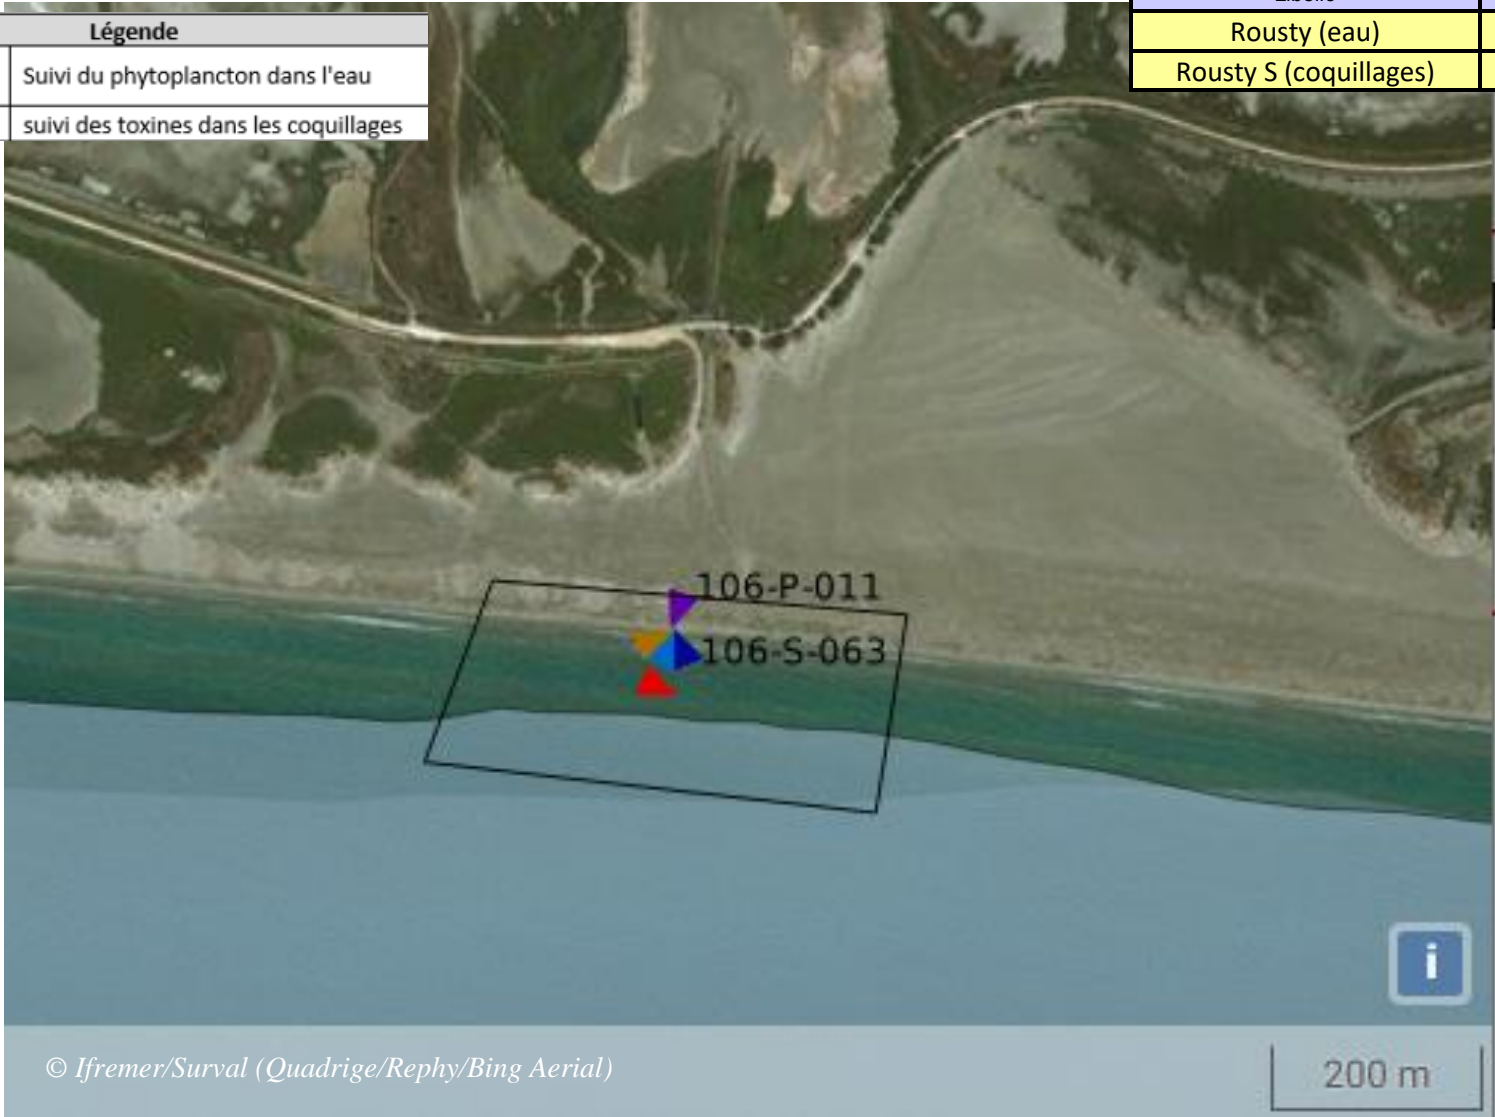 Légende
Suivi du phytoplancton dans l'eau
suivi des toxines dans les coquillages
Rousty (eau)
Rousty S (coquillages)
106-P-011
106-S-063
i
© Ifremer/Surval (Quadrige/Rephy/Bing Aerial)
200 m